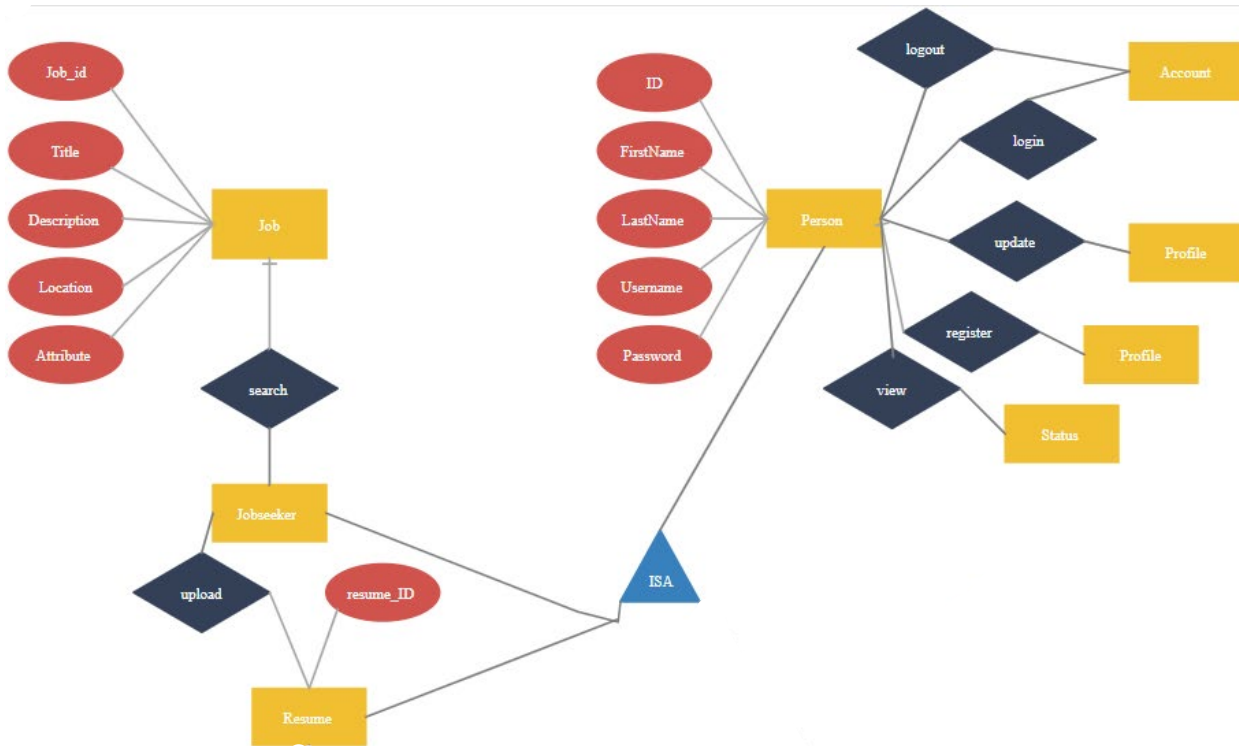 Job_id
Title
Description
Location
Attribute
Job
search
Jobseeker
upload
resume_ID
Resume
ID
FirstName
LastName
Username
Password
Person
ISA
logout
Account
login
update
Profile
register
Profile
view
Status